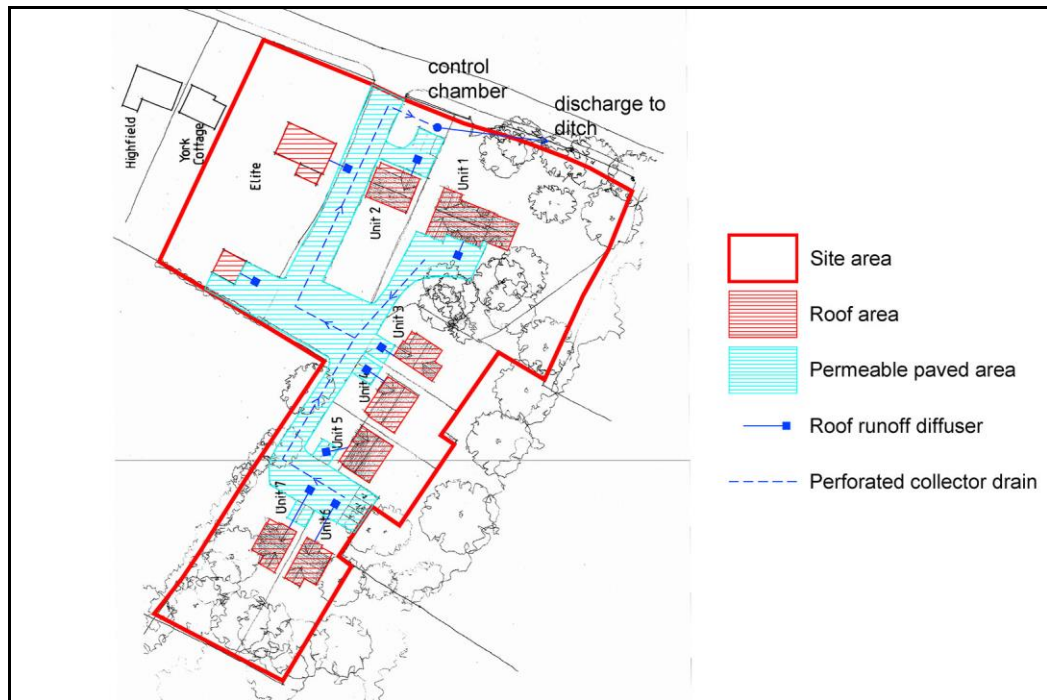 control
chamber
discharge to
ditch
Highfield
York
Cottage
Elite
Unit 2
Unit 1
Unit 3
Unit 4
Unit 5
Unit 7
Unit 6
Site area
Roof area
Permeable paved area
Roof runoff diffuser
Perforated collector drain